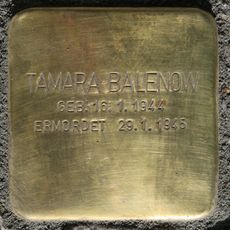 TAMARA BALENOW
GEB. 16.1.1944
ERMORDET 29.1.1945